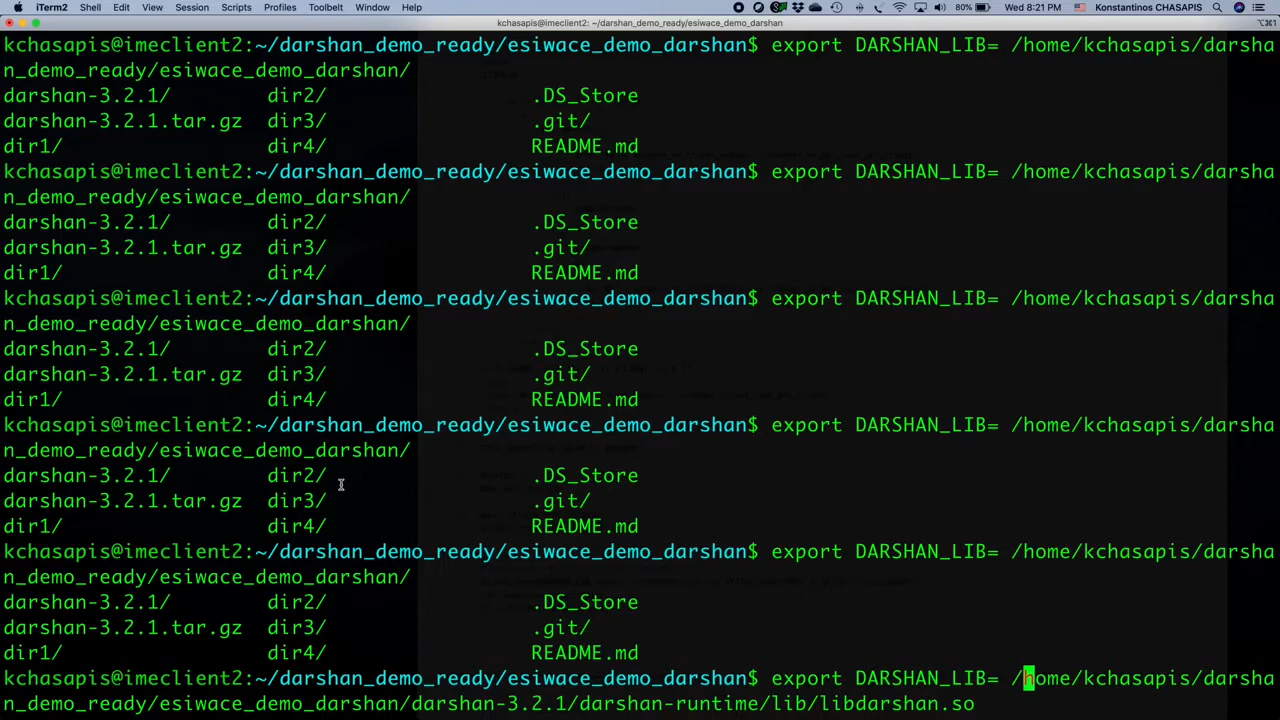 iTerm2 Shell Edit View Session Scripts Profiles Toolbelt Window Help 80% Wed 8:21 PM Konstantinos CHASAPIS
kchasapis@imeclient2: ~/darshan_demo_ready/esiwace_demo_darshan ⌥⌘1
kchasapis@imeclient2:~/darshan_demo_ready/esiwace_demo_darshan$ export DARSHAN_LIB= /home/kchasapis/darsha
n_demo_ready/esiwace_demo_darshan/
darshan-3.2.1/ dir2/ .DS_Store
darshan-3.2.1.tar.gz dir3/ .git/
dir1/ dir4/ README.md
kchasapis@imeclient2:~/darshan_demo_ready/esiwace_demo_darshan$ export DARSHAN_LIB= /home/kchasapis/darsha
n_demo_ready/esiwace_demo_darshan/
darshan-3.2.1/ dir2/ .DS_Store
darshan-3.2.1.tar.gz dir3/ .git/
dir1/ dir4/ README.md
kchasapis@imeclient2:~/darshan_demo_ready/esiwace_demo_darshan$ export DARSHAN_LIB= /home/kchasapis/darsha
n_demo_ready/esiwace_demo_darshan/
darshan-3.2.1/ dir2/ .DS_Store
darshan-3.2.1.tar.gz dir3/ .git/
dir1/ dir4/ README.md
kchasapis@imeclient2:~/darshan_demo_ready/esiwace_demo_darshan$ export DARSHAN_LIB= /home/kchasapis/darsha
n_demo_ready/esiwace_demo_darshan/
darshan-3.2.1/ dir2/ .DS_Store
darshan-3.2.1.tar.gz dir3/ .git/
dir1/ dir4/ README.md
kchasapis@imeclient2:~/darshan_demo_ready/esiwace_demo_darshan$ export DARSHAN_LIB= /home/kchasapis/darsha
n_demo_ready/esiwace_demo_darshan/
darshan-3.2.1/ dir2/ .DS_Store
darshan-3.2.1.tar.gz dir3/ .git/
dir1/ dir4/ README.md
kchasapis@imeclient2:~/darshan_demo_ready/esiwace_demo_darshan$ export DARSHAN_LIB= /home/kchasapis/darsha
n_demo_ready/esiwace_demo_darshan/darshan-3.2.1/darshan-runtime/lib/libdarshan.so